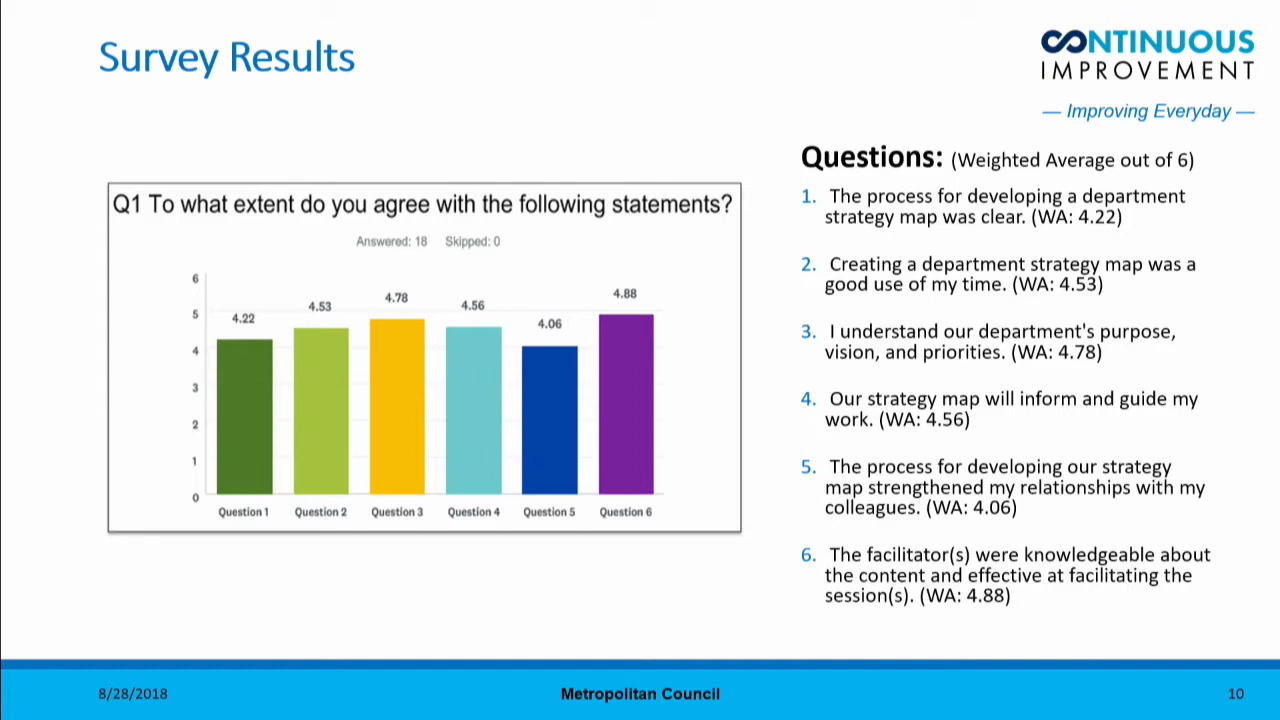 Survey Results
CONTINUOUS
IMPROVEMENT
— Improving Everyday —
Q1 To what extent do you agree with the following statements?
Answered: 18 Skipped: 0
6
5
4
3
2
1
0
4.22
4.53
4.78
4.56
4.06
4.88
Question 1
Question 2
Question 3
Question 4
Question 5
Question 6
Questions: (Weighted Average out of 6)
1. The process for developing a department
strategy map was clear. (WA: 4.22)
2. Creating a department strategy map was a
good use of my time. (WA: 4.53)
3. I understand our department's purpose,
vision, and priorities. (WA: 4.78)
4. Our strategy map will inform and guide my
work. (WA: 4.56)
5. The process for developing our strategy
map strengthened my relationships with my
colleagues. (WA: 4.06)
6. The facilitator(s) were knowledgeable about
the content and effective at facilitating the
session(s). (WA: 4.88)
8/28/2018
Metropolitan Council
10